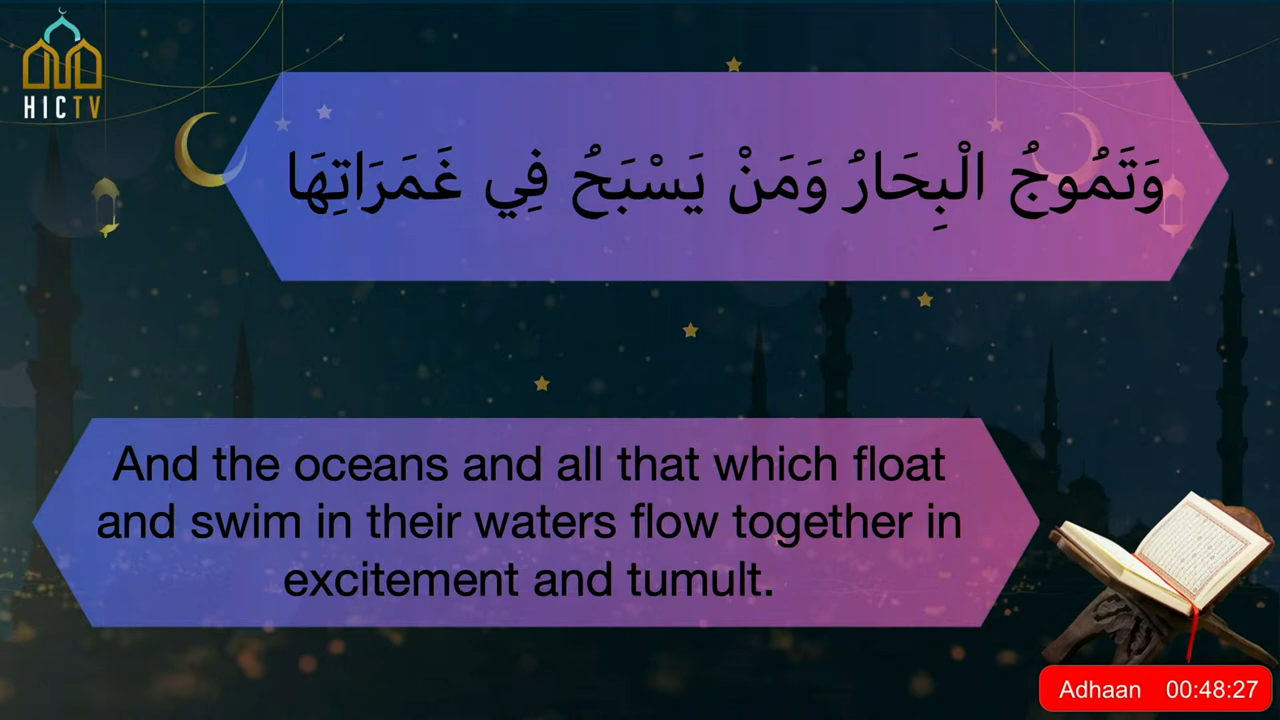 HICTV
وَتَمُوجُ الْبِحَارُ وَمَنْ يَسْبَحُ فِي غَمَرَاتِهَا
And the oceans and all that which float
and swim in their waters flow together in
excitement and tumult.
Adhaan 00:48:27